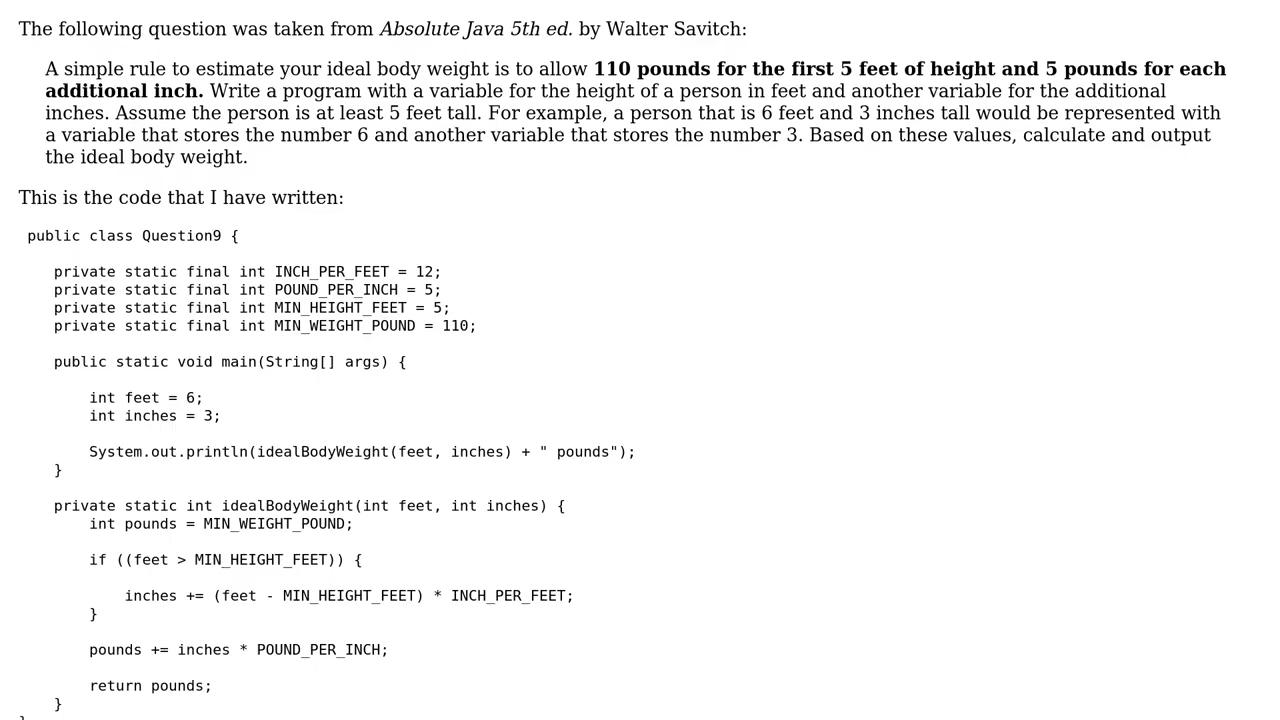 The following question was taken from Absolute Java 5th ed. by Walter Savitch:
A simple rule to estimate your ideal body weight is to allow 110 pounds for the first 5 feet of height and 5 pounds for each
additional inch. Write a program with a variable for the height of a person in feet and another variable for the additional
inches. Assume the person is at least 5 feet tall. For example, a person that is 6 feet and 3 inches tall would be represented with
a variable that stores the number 6 and another variable that stores the number 3. Based on these values, calculate and output
the ideal body weight.
This is the code that I have written:
public class Question9 {
private static final int INCH_PER_FEET = 12;
private static final int POUND_PER_INCH = 5;
private static final int MIN_HEIGHT_FEET = 5;
private static final int MIN_WEIGHT_POUND = 110;
public static void main(String[] args) {
int feet = 6;
int inches = 3;
System.out.println(idealBodyWeight(feet, inches) + " pounds");
}
private static int idealBodyWeight(int feet, int inches) {
int pounds = MIN_WEIGHT_POUND;
if ((feet > MIN_HEIGHT_FEET)) {
inches += (feet - MIN_HEIGHT_FEET) * INCH_PER_FEET;
}
pounds += inches * POUND_PER_INCH;
return pounds;
}
}